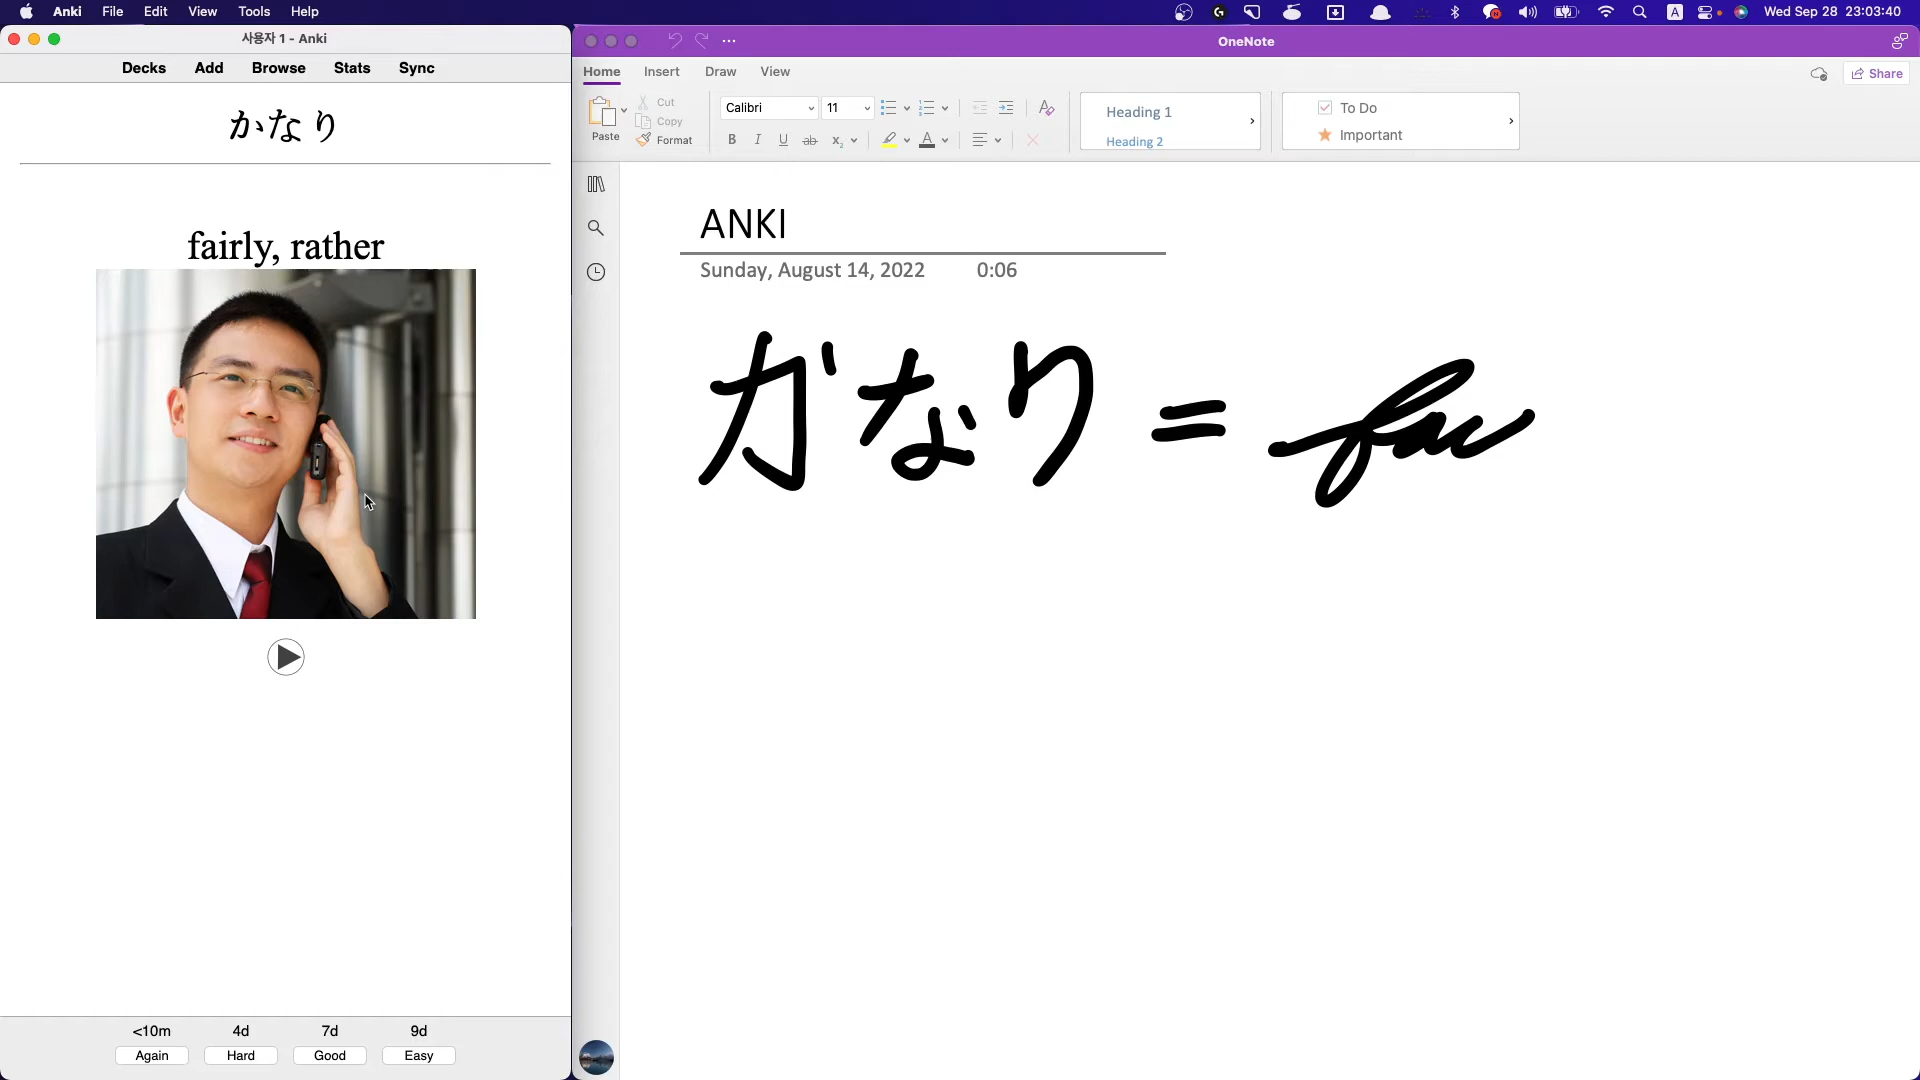 Anki File Edit View Tools Help
A
Wed Sep 28 23:03:40
사용자 1 - Anki
Decks Add Browse Stats Sync
かなり
fairly, rather
<10m 4d 7d 9d
Again Hard Good Easy
OneNote
Home Insert Draw View
Share
Paste
Cut
Copy
Format
Calibri 11
B I U ab x₂
A
Heading 1
Heading 2
To Do
Important
ANKI
Sunday, August 14, 2022 0:06
かなり =